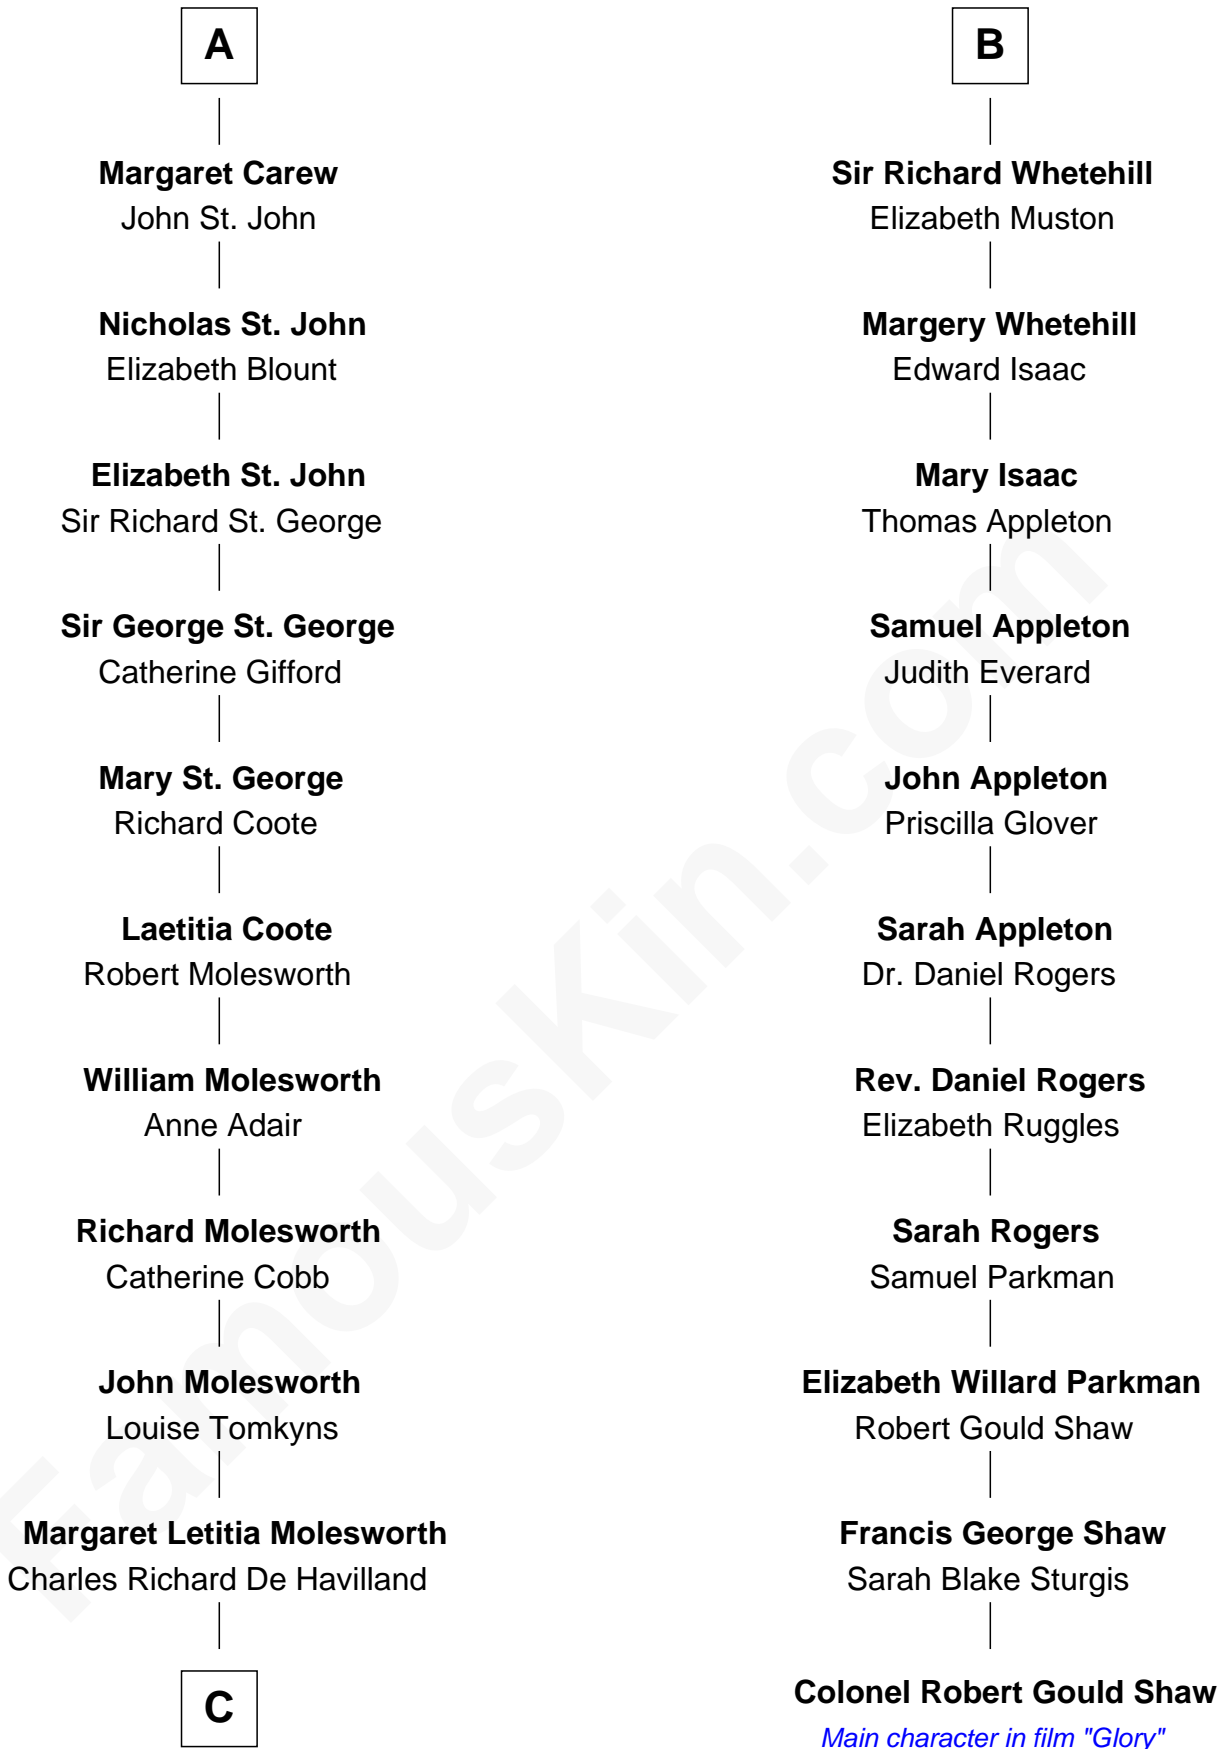 A
Margaret Carew
John St. John
Nicholas St. John
Elizabeth Blount
Elizabeth St. John
Sir Richard St. George
Sir George St. George
Catherine Gifford
Mary St. George
Richard Coote
Laetitia Coote
Robert Molesworth
William Molesworth
Anne Adair
Richard Molesworth
Catherine Cobb
John Molesworth
Louise Tomkyns
Margaret Letitia Molesworth
Charles Richard De Havilland
C
B
Sir Richard Whetehill
Elizabeth Muston
Margery Whetehill
Edward Isaac
Mary Isaac
Thomas Appleton
Samuel Appleton
Judith Everard
John Appleton
Priscilla Glover
Sarah Appleton
Dr. Daniel Rogers
Rev. Daniel Rogers
Elizabeth Ruggles
Sarah Rogers
Samuel Parkman
Elizabeth Willard Parkman
Robert Gould Shaw
Francis George Shaw
Sarah Blake Sturgis
Colonel Robert Gould Shaw
Main character in film "Glory"
FamousKin.com